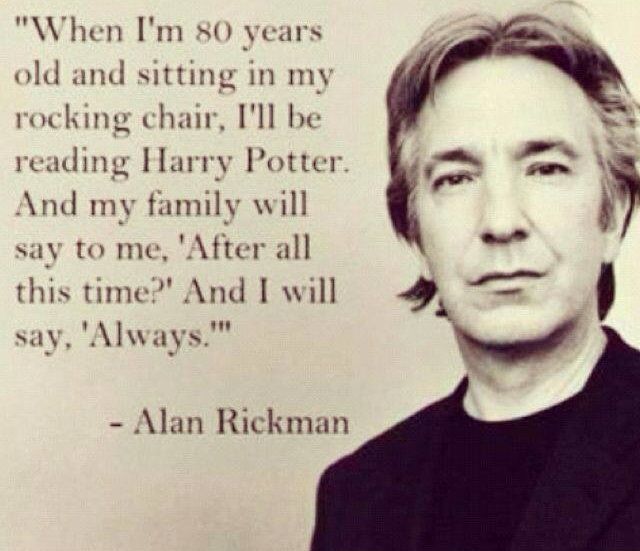 "When I'm 80 years
old and sitting in my
rocking chair, I'll be
reading Harry Potter.
And my family will
say to me, 'After all
this time?' And I will
say, 'Always.'"
- Alan Rickman